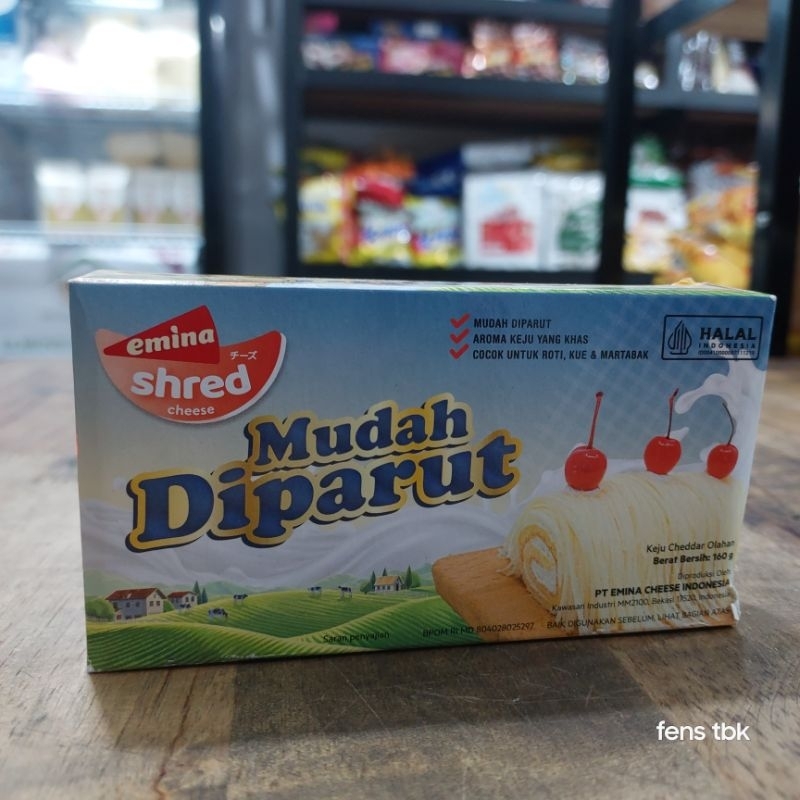 emina
チーズ
shred
cheese
MUDAH DIPARUT
AROMA KEJU YANG KHAS
COCOK UNTUK ROTI, KUE & MARTABAK
HALAL
INDONESIA
Mudah
Diparut
Keju Cheddar Olahan
Berat Bersih: 160 g
Diproduksi Oleh
PT EMINA CHEESE INDONESIA
Kawasan Industri MM2100, Bekasi 17520, Indonesia
Saran penyajian
BPOM RI MD 804028025297
BAIK DIGUNAKAN SEBELUM, LIHAT BAGIAN ATAS
fens tbk